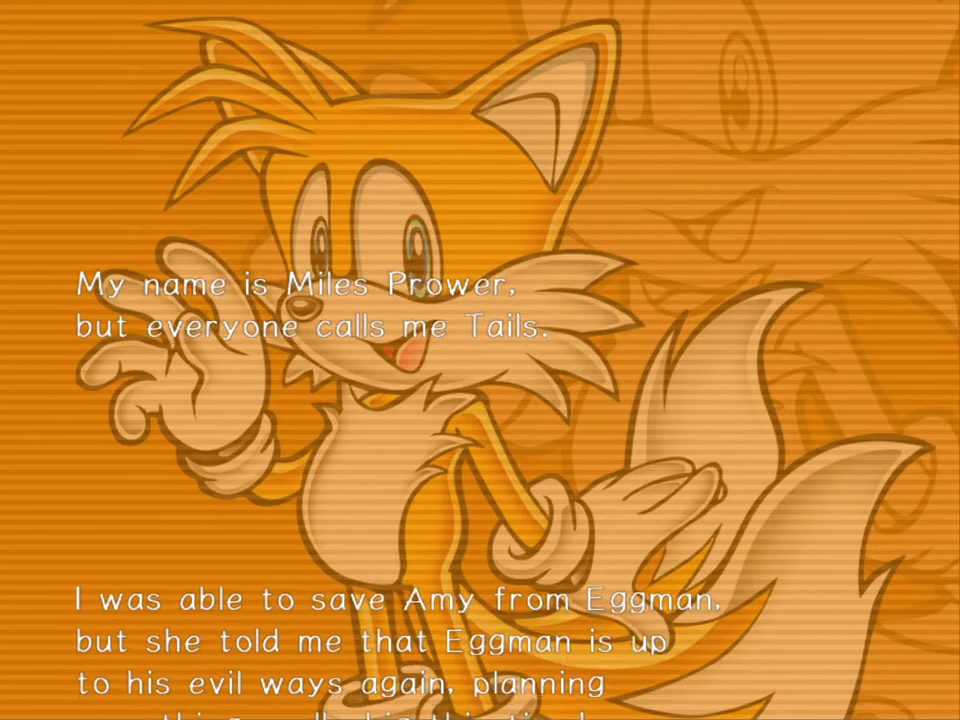 My name is Miles Prower,
but everyone calls me Tails.
I was able to save Amy from Eggman,
but she told me that Eggman is up
to his evil ways again, planning